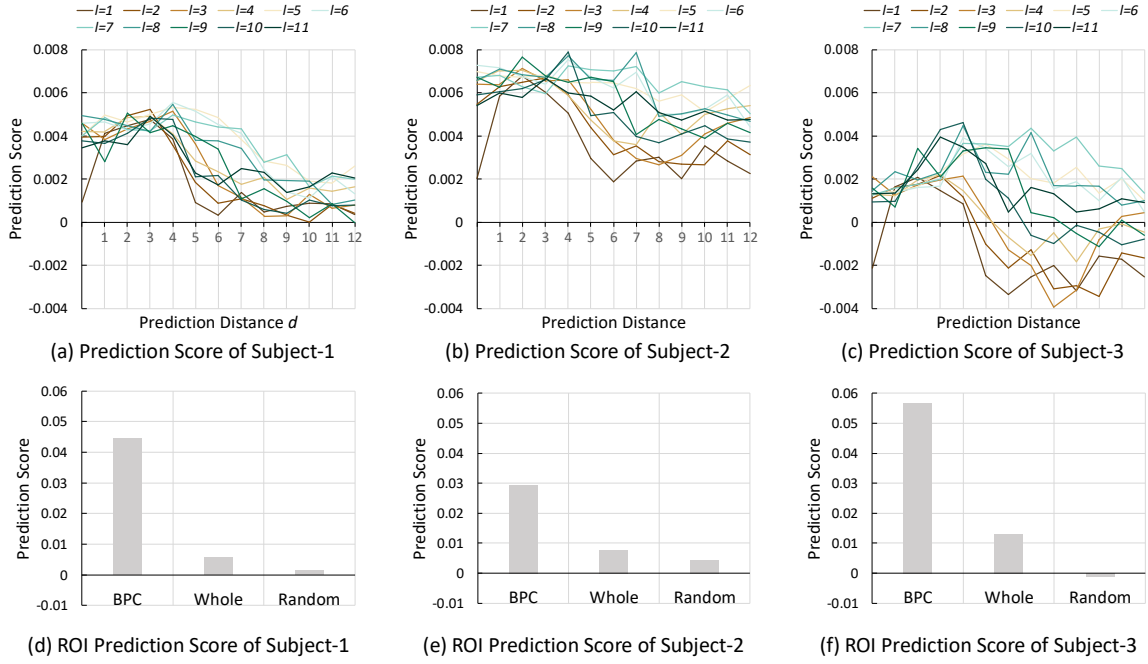 l=1 l=2 l=3 l=4 l=5 l=6
l=7 l=8 l=9 l=10 l=11
0.008
0.006
0.004
0.002
0
-0.002
-0.004
1 2 3 4 5 6 7 8 9 10 11 12
Prediction Score
Prediction Distance d
(a) Prediction Score of Subject-1
l=1 l=2 l=3 l=4 l=5 l=6
l=7 l=8 l=9 l=10 l=11
0.008
0.006
0.004
0.002
0
-0.002
-0.004
1 2 3 4 5 6 7 8 9 10 11 12
Prediction Score
Prediction Distance
(b) Prediction Score of Subject-2
l=1 l=2 l=3 l=4 l=5 l=6
l=7 l=8 l=9 l=10 l=11
0.008
0.006
0.004
0.002
0
-0.002
-0.004
Prediction Score
Prediction Distance
(c) Prediction Score of Subject-3
0.06
0.05
0.04
0.03
0.02
0.01
0
-0.01
Prediction Score
BPC Whole Random
(d) ROI Prediction Score of Subject-1
0.06
0.05
0.04
0.03
0.02
0.01
0
-0.01
Prediction Score
BPC Whole Random
(e) ROI Prediction Score of Subject-2
0.06
0.05
0.04
0.03
0.02
0.01
0
-0.01
Prediction Score
BPC Whole Random
(f) ROI Prediction Score of Subject-3